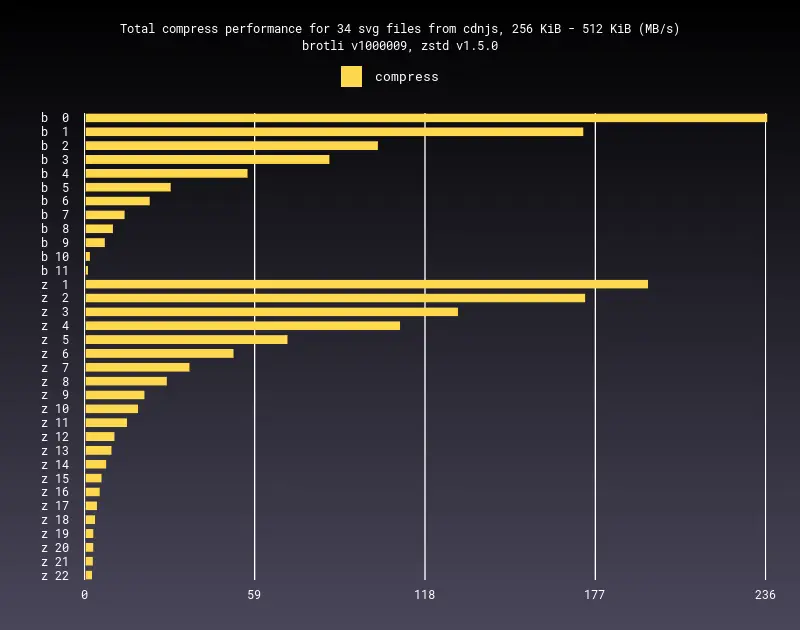 Total compress performance for 34 svg files from cdnjs, 256 KiB - 512 KiB (MB/s)
brotli v1000009, zstd v1.5.0
compress
b 0
b 1
b 2
b 3
b 4
b 5
b 6
b 7
b 8
b 9
b 10
b 11
z 1
z 2
z 3
z 4
z 5
z 6
z 7
z 8
z 9
z 10
z 11
z 12
z 13
z 14
z 15
z 16
z 17
z 18
z 19
z 20
z 21
z 22
0 59 118 177 236